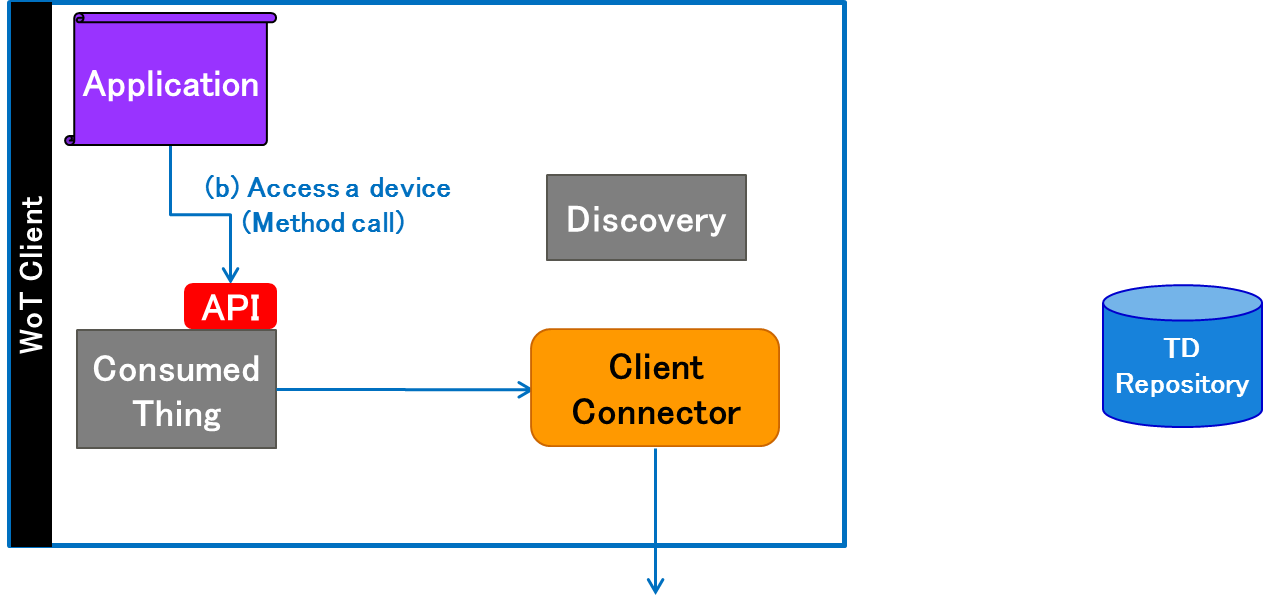 Application
(b) Access a device
(Method call)
Discovery
WoT Client
API
Consumed
Thing
Client
Connector
TD
Repository